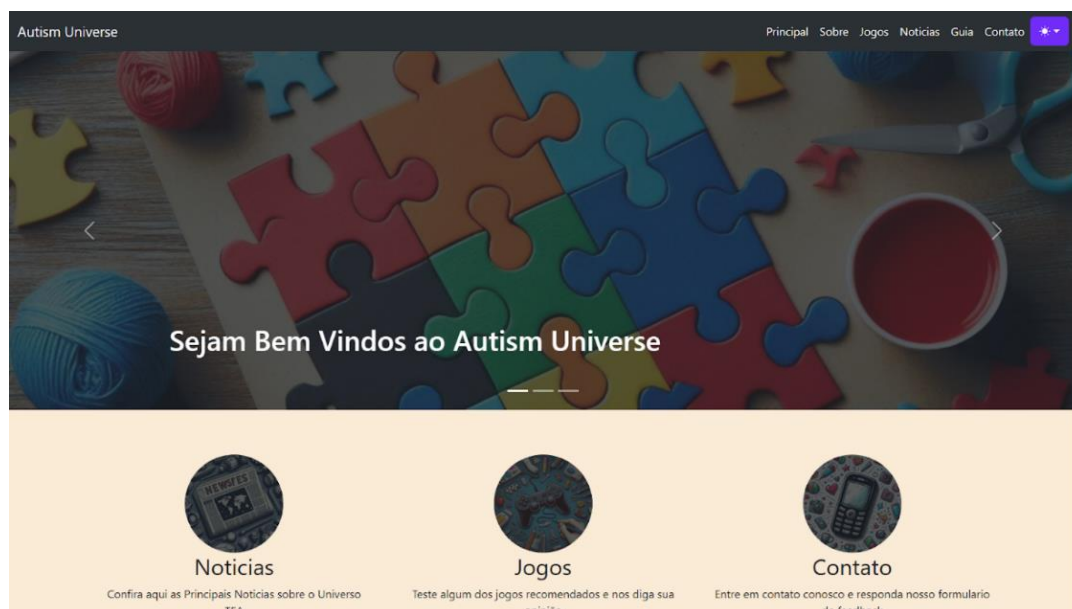 Autism Universe
Principal Sobre Jogos Noticias Guia Contato
Sejam Bem Vindos ao Autism Universe
NEWSFES
Noticias
Jogos
Contato
Confira aqui as Principais Noticias sobre o Universo
Teste algum dos jogos recomendados e nos diga sua
Entre em contato conosco e responda nosso formulario